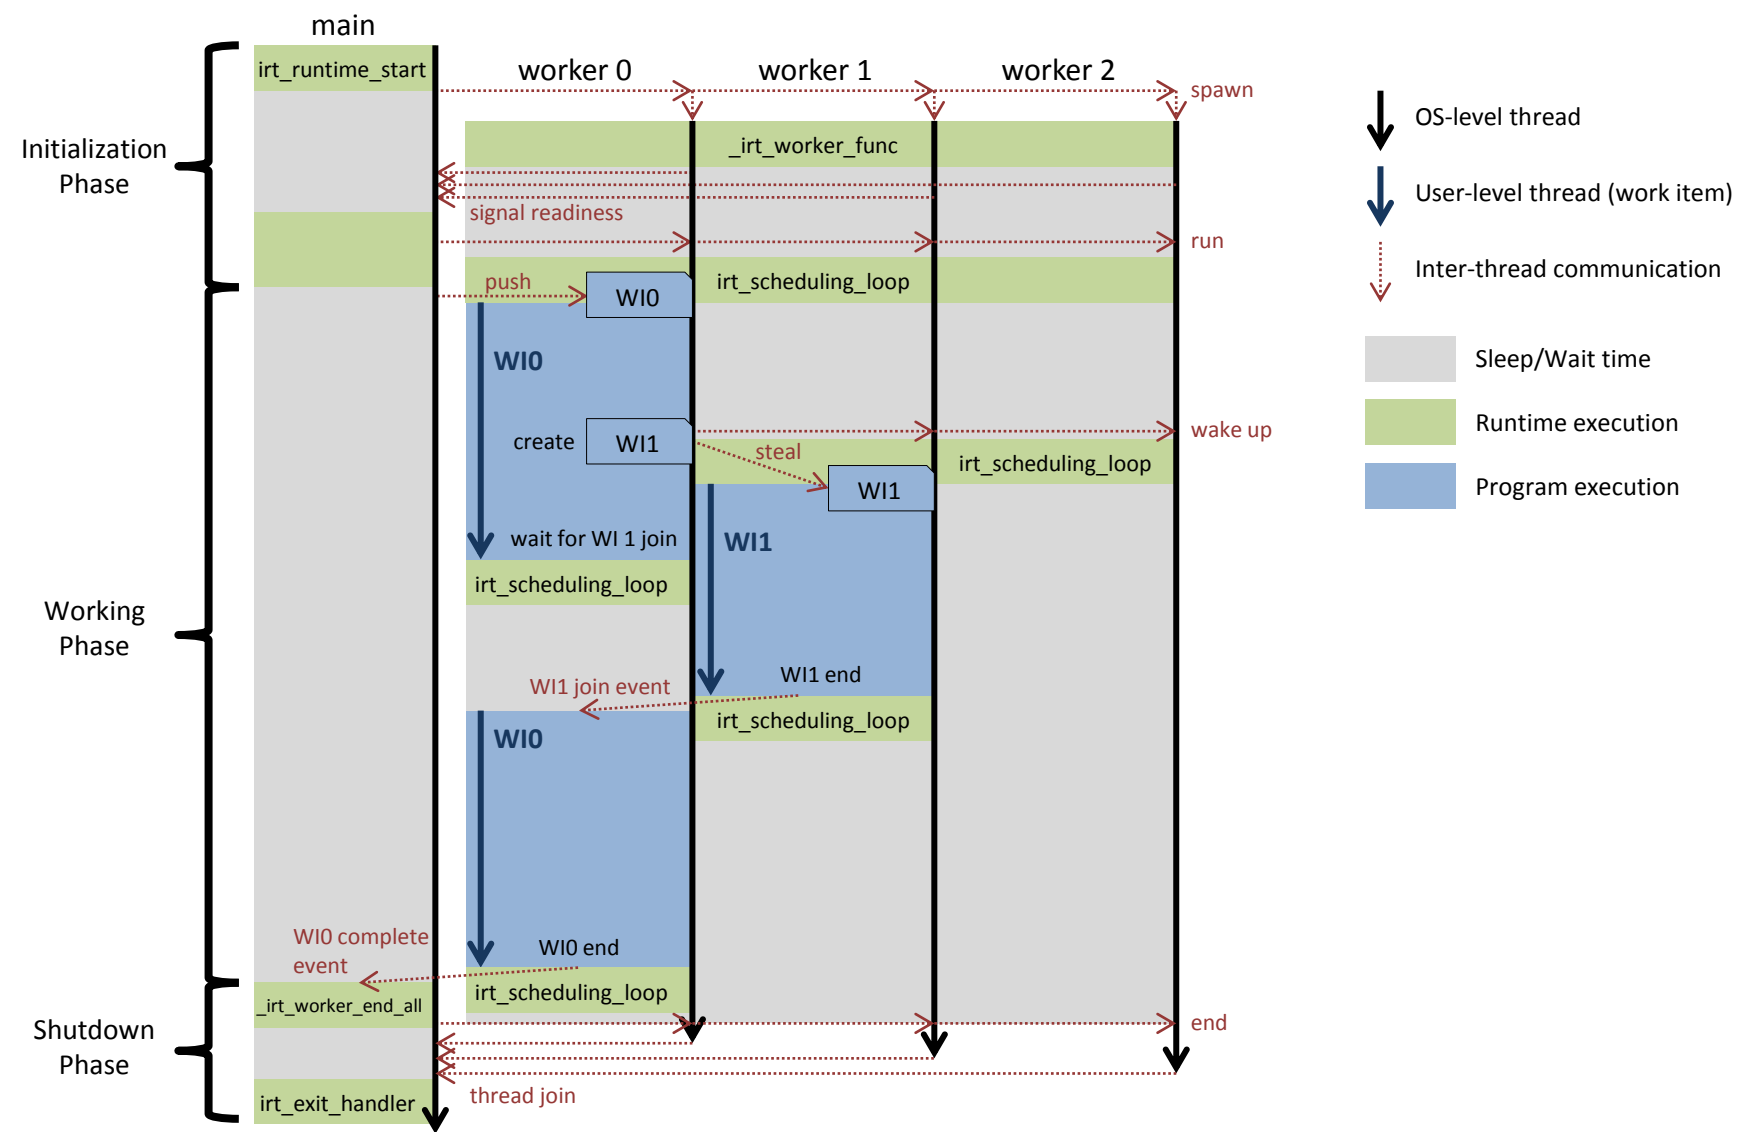 main
irt_runtime_start
worker 0
worker 1
worker 2
spawn
Initialization
Phase
_irt_worker_func
signal readiness
run
push
WI0
irt_scheduling_loop
WI0
create
WI1
steal
wake up
irt_scheduling_loop
WI1
wait for WI 1 join
WI1
irt_scheduling_loop
Working
Phase
WI1 end
WI1 join event
irt_scheduling_loop
WI0
WI0 complete
event
WI0 end
irt_scheduling_loop
_irt_worker_end_all
end
Shutdown
Phase
thread join
irt_exit_handler
OS-level thread
User-level thread (work item)
Inter-thread communication
Sleep/Wait time
Runtime execution
Program execution